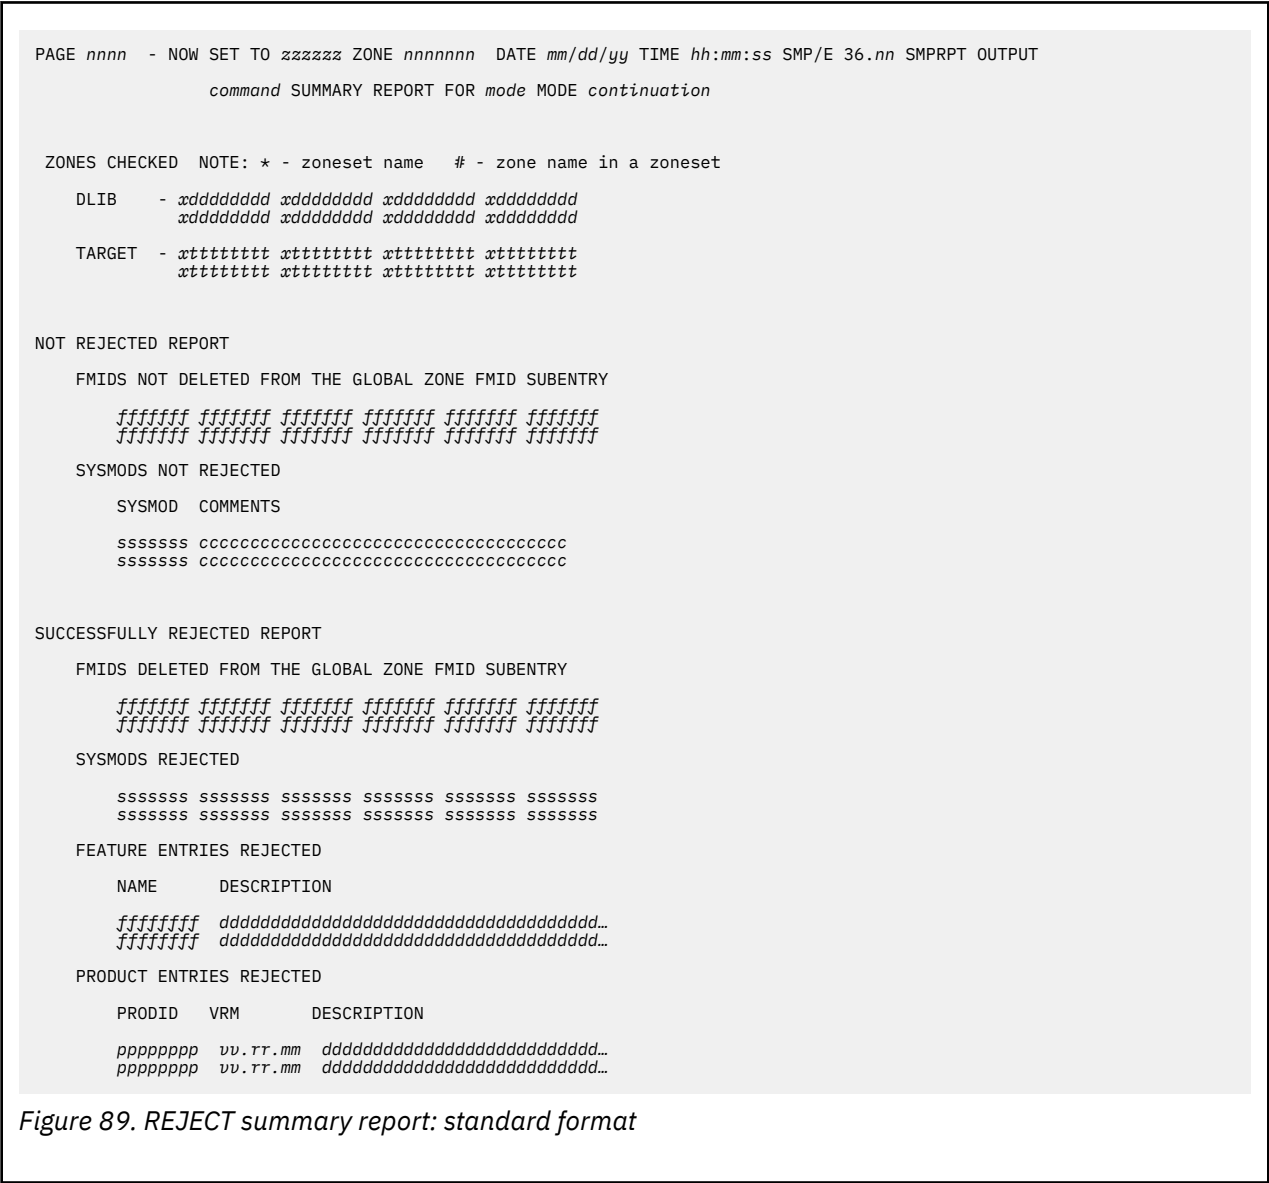 PAGE nnnn  - NOW SET TO zzzzzz ZONE nnnnnnn  DATE mm/dd/yy TIME hh:mm:ss SMP/E 36.nn SMPRPT OUTPUT
command SUMMARY REPORT FOR mode MODE continuation
ZONES CHECKED  NOTE: * - zoneset name   # - zone name in a zoneset
DLIB    - xdddddddd xdddddddd xdddddddd xdddddddd
xdddddddd xdddddddd xdddddddd xdddddddd
TARGET  - xtttttttt xtttttttt xtttttttt xtttttttt
xtttttttt xtttttttt xtttttttt xtttttttt
NOT REJECTED REPORT
FMIDS NOT DELETED FROM THE GLOBAL ZONE FMID SUBENTRY
fffffff fffffff fffffff fffffff fffffff fffffff
fffffff fffffff fffffff fffffff fffffff fffffff
SYSMODS NOT REJECTED
SYSMOD  COMMENTS
sssssss cccccccccccccccccccccccccccccccccccc
sssssss cccccccccccccccccccccccccccccccccccc
SUCCESSFULLY REJECTED REPORT
FMIDS DELETED FROM THE GLOBAL ZONE FMID SUBENTRY
fffffff fffffff fffffff fffffff fffffff fffffff
fffffff fffffff fffffff fffffff fffffff fffffff
SYSMODS REJECTED
sssssss sssssss sssssss sssssss sssssss sssssss
sssssss sssssss sssssss sssssss sssssss sssssss
FEATURE ENTRIES REJECTED
NAME      DESCRIPTION
ffffffff  ddddddddddddddddddddddddddddddddddddd…
ffffffff  ddddddddddddddddddddddddddddddddddddd…
PRODUCT ENTRIES REJECTED
PRODID   VRM       DESCRIPTION
pppppppp  vv.rr.mm  ddddddddddddddddddddddddddd…
pppppppp  vv.rr.mm  ddddddddddddddddddddddddddd…
Figure 89. REJECT summary report: standard format